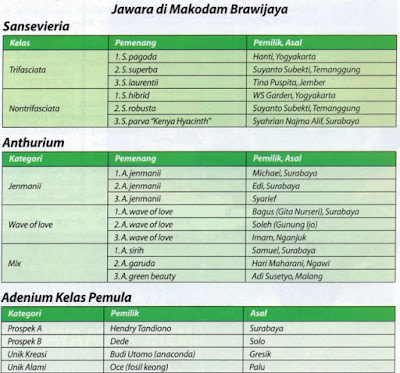 Jawara di Makodam Brawijaya
Sansevieria
Kelas Pemenang Pemilik, Asal
Trifasciata 1. S. pagoda Hanti, Yogyakarta
2. S. superba Suyanto Subekti, Temanggung
3. S. laurentii Tina Puspita, Jember
Nontrifasciata 1. S. hibrid WS Garden, Yogyakarta
2. S. robusta Suyanto Subekti, Temanggung
3. S. parva "Kenya Hyacinth" Syahrian Najma Alif, Surabaya
Anthurium
Kategori Pemenang Pemilik, Asal
Jenmanii 1. A. jenmanii Michael, Surabaya
2. A. jenmanii Edi, Surabaya
3. A. jenmanii Syarief
Wave of love 1. A. wave of love Bagus (Gita Nurseri), Surabaya
2. A. wave of love Soleh (Gunung Ijo)
3. A. wave of love Imam, Nganjuk
Mix 1. A. sirih Samuel, Surabaya
2. A. garuda Hari Maharani, Ngawi
3. A. green beauty Adi Susetyo, Malang
Adenium Kelas Pemula
Kategori Pemilik Asal
Prospek A Hendry Tandiono Surabaya
Prospek B Dede Solo
Unik Kreasi Budi Utomo (anaconda) Gresik
Unik Alami Oce (fosil keong) Palu